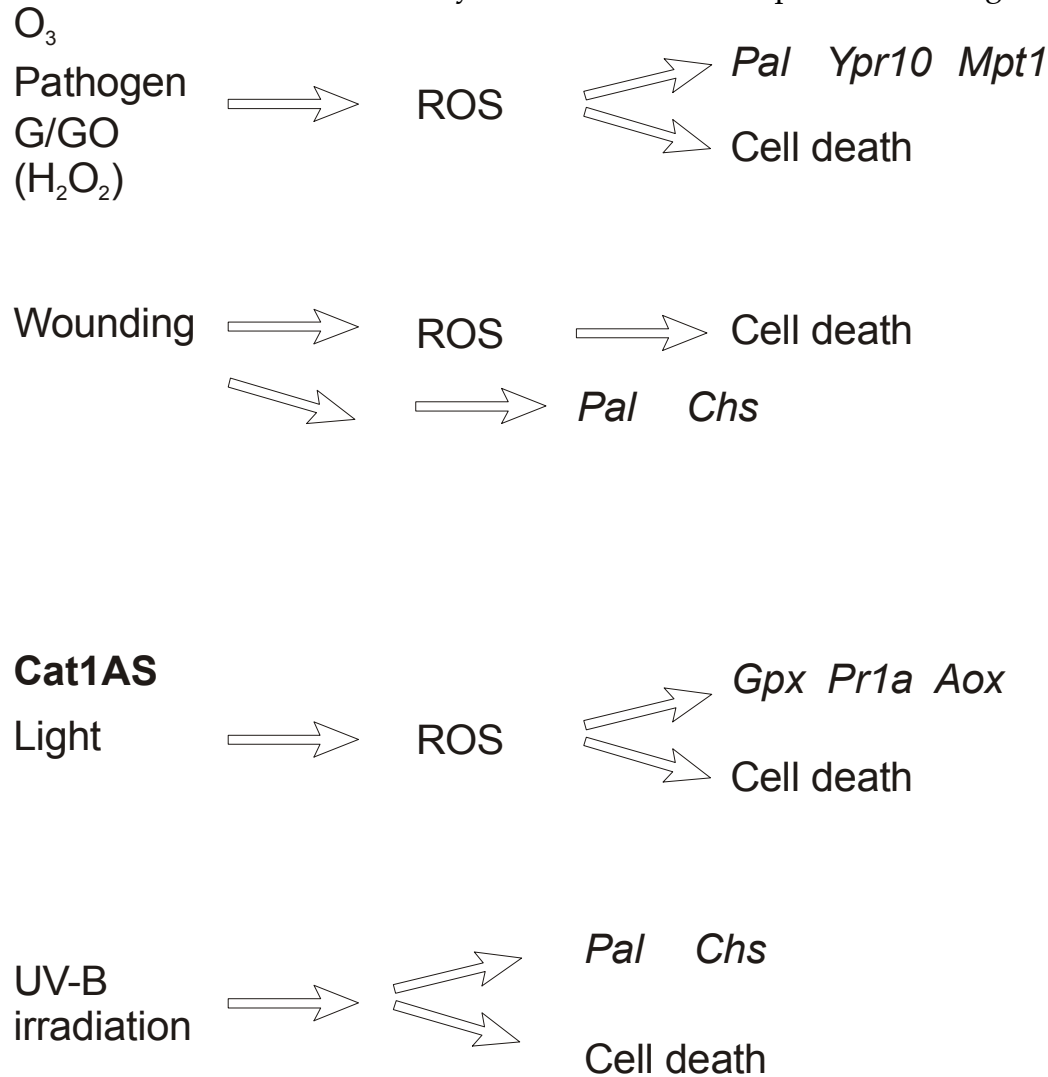 O₃
Pathogen
G/GO
(H₂O₂)
ROS
Pal Ypr10 Mpt1
Cell death
Wounding
ROS
Cell death
Pal Chs
Cat1AS
Light
ROS
Gpx Pr1a Aox
Cell death
UV-B
irradiation
Pal Chs
Cell death